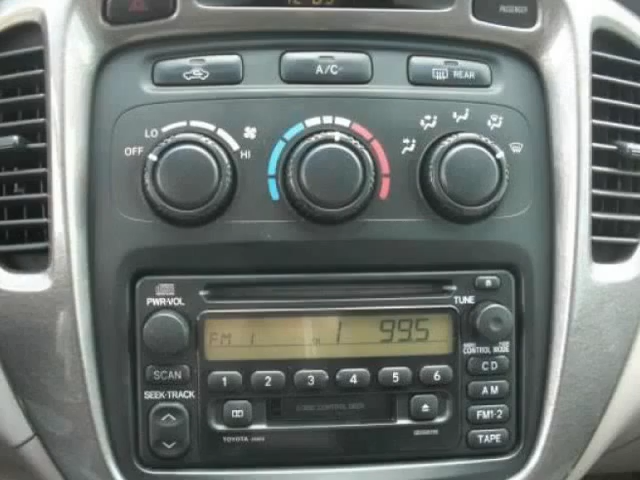 PASSENGER
A/C
REAR
LO
OFF
HI
PWR•VOL
TUNE
FM 1 1 99.5
CONTROL MODE
SCAN
CD
1 2 3 4 5 6
AM
SEEK•TRACK
FM1•2
TOYOTA
TAPE